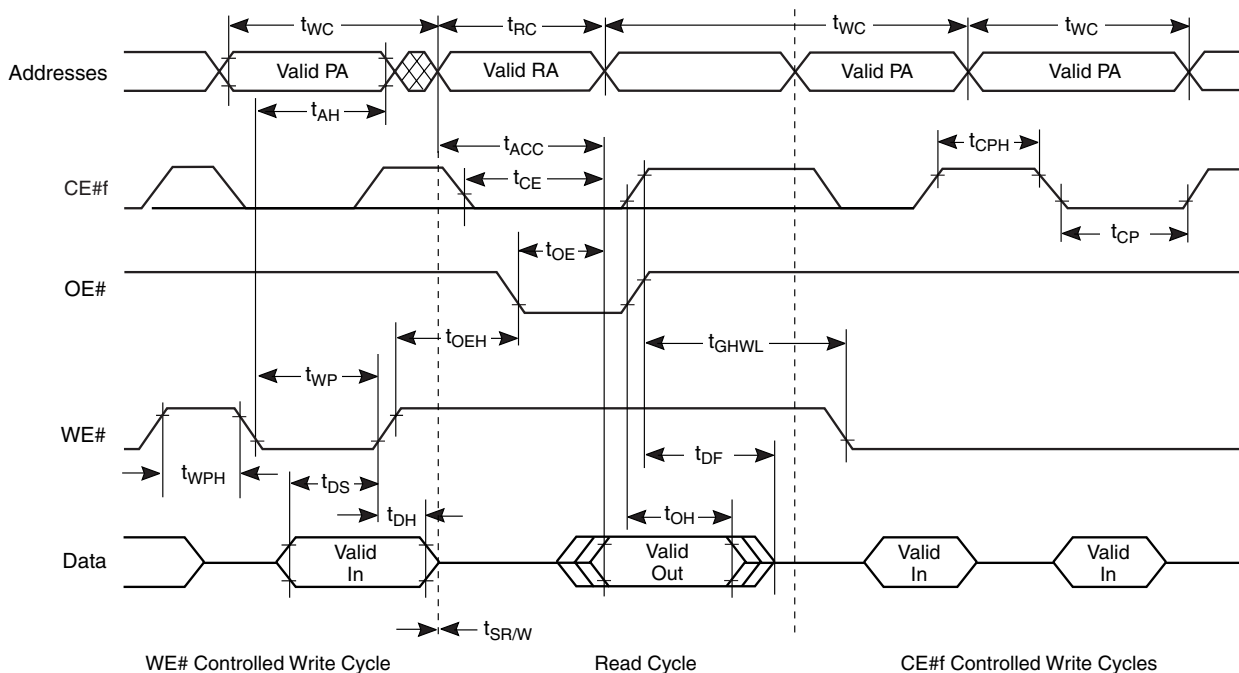 tWC tRC tWC tWC
Addresses Valid PA Valid RA Valid PA Valid PA
tAH
tACC
tCPH
CE#f tCE
tCP
tOE
OE#
tOEH tGHWL
tWP
WE#
tDF
tWPH tDS
tDH tOH
Data Valid In Valid Out Valid In Valid In
tSR/W
WE# Controlled Write Cycle Read Cycle CE#f Controlled Write Cycles